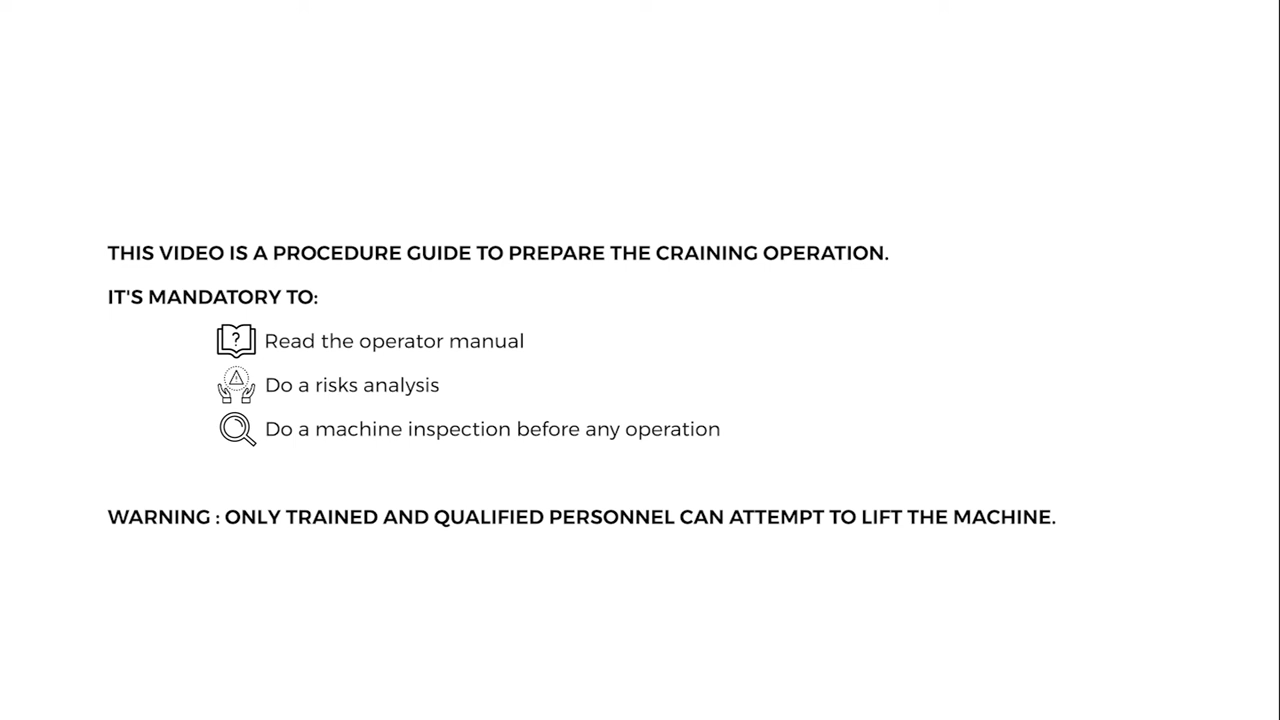 THIS VIDEO IS A PROCEDURE GUIDE TO PREPARE THE CRAINING OPERATION.
IT'S MANDATORY TO:
Read the operator manual
Do a risks analysis
Do a machine inspection before any operation
WARNING : ONLY TRAINED AND QUALIFIED PERSONNEL CAN ATTEMPT TO LIFT THE MACHINE.